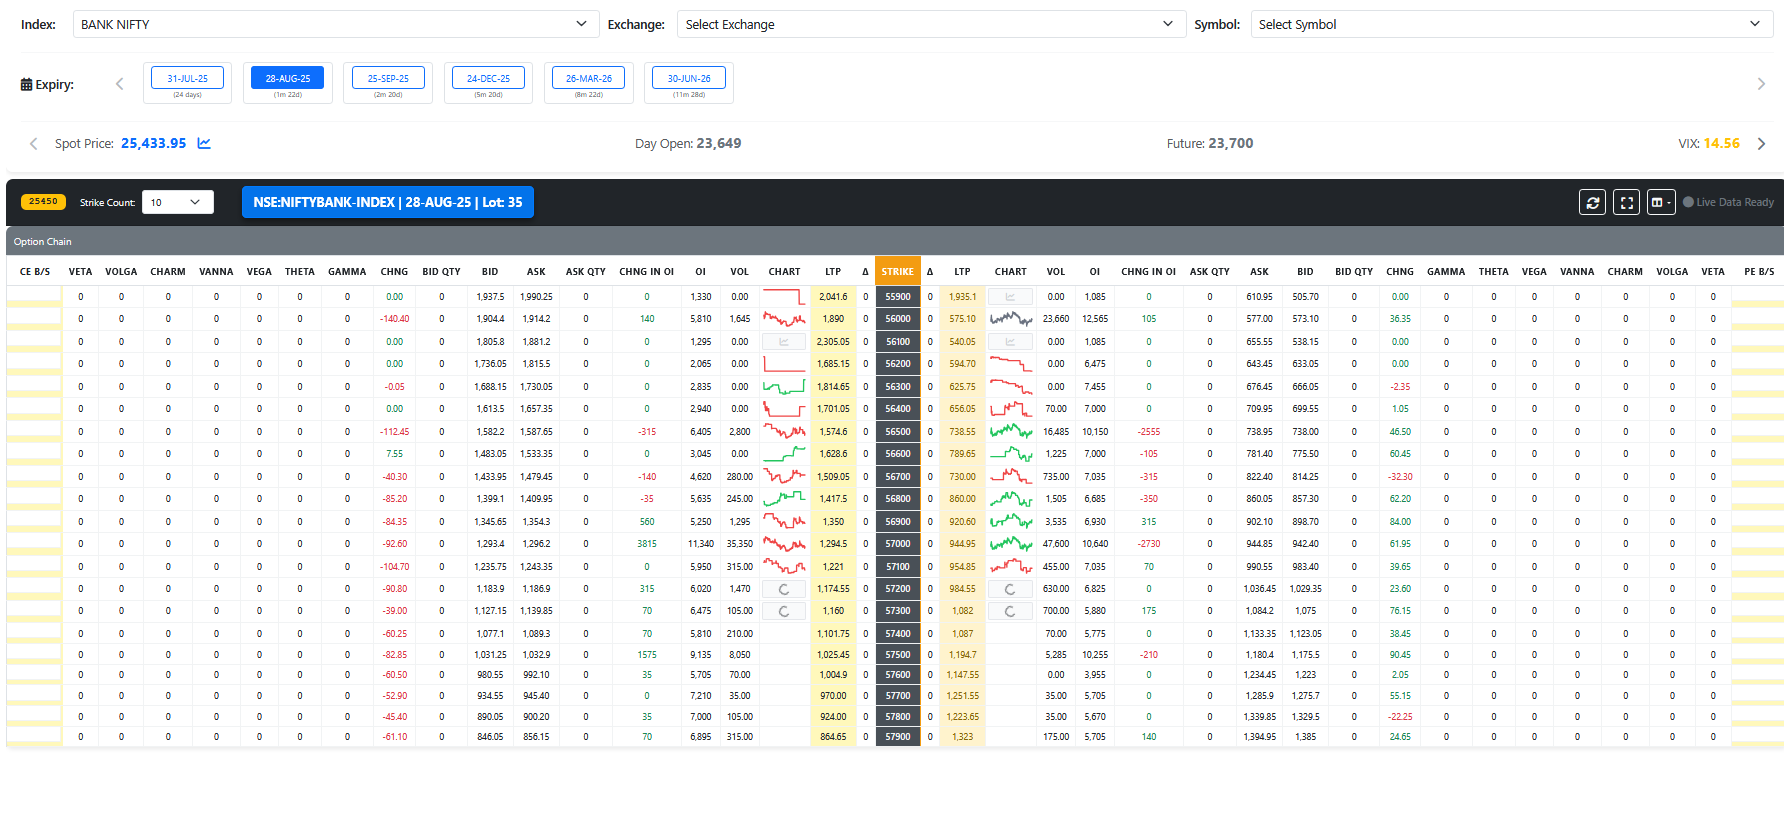 Index: BANK NIFTY Exchange: Select Exchange Symbol: Select Symbol
Expiry: 31-JUL-25 28-AUG-25 25-SEP-25 24-DEC-25 26-MAR-26 30-JUN-26
(24 days) (1m 22d) (2m 20d) (5m 20d) (8m 22d) (11m 28d)
Spot Price: 25,433.95 Day Open: 23,649 Future: 23,700 VIX: 14.56
25450 Strike Count: 10 NSE:NIFTYBANK-INDEX | 28-AUG-25 | Lot: 35 Live Data Ready
Option Chain
CE B/S VETA VOLGA CHARM VANNA VEGA THETA GAMMA CHNG BID QTY BID ASK ASK QTY CHNG IN OI OI VOL CHART LTP Δ STRIKE Δ LTP CHART VOL OI CHNG IN OI ASK QTY ASK BID BID QTY CHNG GAMMA THETA VEGA VANNA CHARM VOLGA VETA PE B/S
0 0 0 0 0 0 0 0.00 0 1,937.5 1,990.25 0 0 1,330 0.00 2,041.6 0 55900 0 1,935.1 0.00 1,085 0 0 610.95 505.70 0 0.00 0 0 0 0 0 0 0
0 0 0 0 0 0 0 -140.40 0 1,904.4 1,914.2 0 140 5,810 1,645 1,890 0 56000 0 575.10 23,660 12,565 105 0 577.00 573.10 0 36.35 0 0 0 0 0 0 0
0 0 0 0 0 0 0 0.00 0 1,805.8 1,881.2 0 0 1,295 0.00 2,305.05 0 56100 0 540.05 0.00 1,085 0 0 655.55 538.15 0 0.00 0 0 0 0 0 0 0
0 0 0 0 0 0 0 0.00 0 1,736.05 1,815.5 0 0 2,065 0.00 1,685.15 0 56200 0 594.70 0.00 6,475 0 0 643.45 633.05 0 0.00 0 0 0 0 0 0 0
0 0 0 0 0 0 0 -0.05 0 1,688.15 1,730.05 0 0 2,835 0.00 1,814.65 0 56300 0 625.75 0.00 7,455 0 0 676.45 666.05 0 -2.35 0 0 0 0 0 0 0
0 0 0 0 0 0 0 0.00 0 1,613.5 1,657.35 0 0 2,940 0.00 1,701.05 0 56400 0 656.05 70.00 7,000 0 0 709.95 699.55 0 1.05 0 0 0 0 0 0 0
0 0 0 0 0 0 0 -112.45 0 1,582.2 1,587.65 0 -315 6,405 2,800 1,574.6 0 56500 0 738.55 16,485 10,150 -2555 0 738.95 738.00 0 46.50 0 0 0 0 0 0 0
0 0 0 0 0 0 0 7.55 0 1,483.05 1,533.35 0 0 3,045 0.00 1,628.6 0 56600 0 789.65 1,225 7,000 -105 0 781.40 775.50 0 60.45 0 0 0 0 0 0 0
0 0 0 0 0 0 0 -40.30 0 1,433.95 1,479.45 0 -140 4,620 280.00 1,509.05 0 56700 0 730.00 735.00 7,035 -315 0 822.40 814.25 0 -32.30 0 0 0 0 0 0 0
0 0 0 0 0 0 0 -85.20 0 1,399.1 1,409.95 0 -35 5,635 245.00 1,417.5 0 56800 0 860.00 1,505 6,685 -350 0 860.05 857.30 0 62.20 0 0 0 0 0 0 0
0 0 0 0 0 0 0 -84.35 0 1,345.65 1,354.3 0 560 5,250 1,295 1,350 0 56900 0 920.60 3,535 6,930 315 0 902.10 898.70 0 84.00 0 0 0 0 0 0 0
0 0 0 0 0 0 0 -92.60 0 1,293.4 1,296.2 0 3815 11,340 35,350 1,294.5 0 57000 0 944.95 47,600 10,640 -2730 0 944.85 942.40 0 61.95 0 0 0 0 0 0 0
0 0 0 0 0 0 0 -104.70 0 1,235.75 1,243.35 0 0 5,950 315.00 1,221 0 57100 0 954.85 455.00 7,035 70 0 990.55 983.40 0 39.65 0 0 0 0 0 0 0
0 0 0 0 0 0 0 -90.80 0 1,183.9 1,186.9 0 315 6,020 1,470 1,174.55 0 57200 0 984.55 630.00 6,825 0 0 1,036.45 1,029.35 0 23.60 0 0 0 0 0 0 0
0 0 0 0 0 0 0 -39.00 0 1,127.15 1,139.85 0 70 6,475 105.00 1,160 0 57300 0 1,082 700.00 5,880 175 0 1,084.2 1,075 0 76.15 0 0 0 0 0 0 0
0 0 0 0 0 0 0 -60.25 0 1,077.1 1,089.3 0 70 5,810 210.00 1,101.75 0 57400 0 1,087 70.00 5,775 0 0 1,133.35 1,123.05 0 38.45 0 0 0 0 0 0 0
0 0 0 0 0 0 0 -82.85 0 1,031.25 1,032.9 0 1575 9,135 8,050 1,025.45 0 57500 0 1,194.7 5,285 10,255 -210 0 1,180.4 1,175.5 0 90.45 0 0 0 0 0 0 0
0 0 0 0 0 0 0 -60.50 0 980.55 992.10 0 35 5,705 70.00 1,004.9 0 57600 0 1,147.55 0.00 3,955 0 0 1,234.45 1,223 0 2.05 0 0 0 0 0 0 0
0 0 0 0 0 0 0 -52.90 0 934.55 945.40 0 0 7,210 35.00 970.00 0 57700 0 1,251.55 35.00 5,705 0 0 1,285.9 1,275.7 0 55.15 0 0 0 0 0 0 0
0 0 0 0 0 0 0 -45.40 0 890.05 900.20 0 35 7,000 105.00 924.00 0 57800 0 1,223.65 35.00 5,670 0 0 1,339.85 1,329.5 0 -22.25 0 0 0 0 0 0 0
0 0 0 0 0 0 0 -61.10 0 846.05 856.15 0 70 6,895 315.00 864.65 0 57900 0 1,323 175.00 5,705 140 0 1,394.95 1,385 0 24.65 0 0 0 0 0 0 0